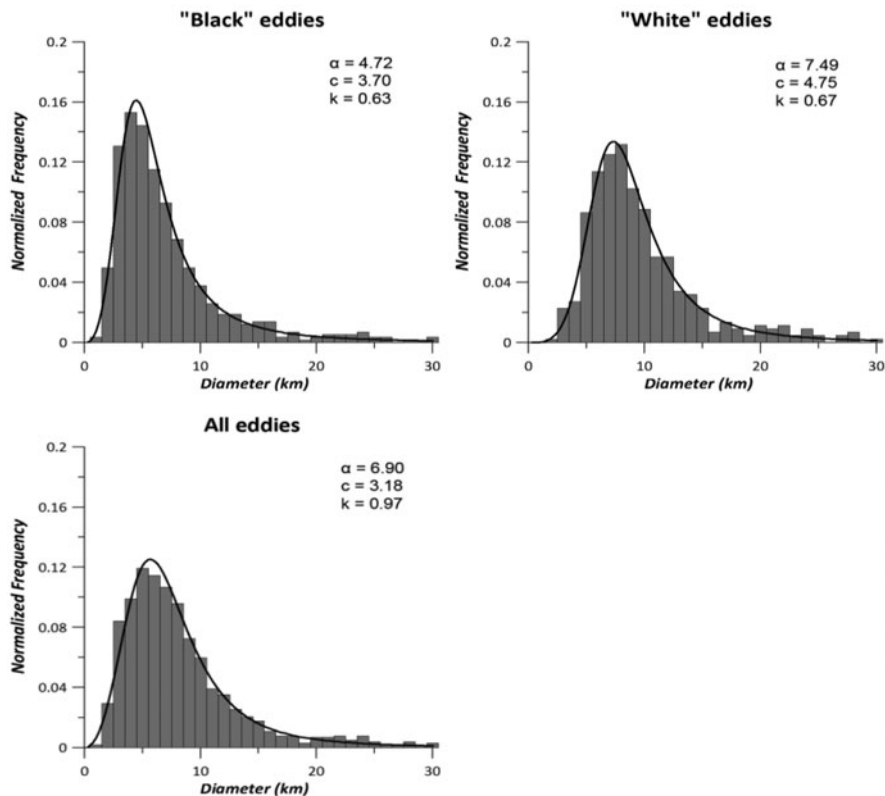 "Black" eddies
0.2
0.16
0.12
0.08
0.04
0
Normalized Frequency
α = 4.72
c = 3.70
k = 0.63
0 10 20 30
Diameter (km)
"White" eddies
0.2
0.16
0.12
0.08
0.04
0
Normalized Frequency
α = 7.49
c = 4.75
k = 0.67
0 10 20 30
Diameter (km)
All eddies
0.2
0.16
0.12
0.08
0.04
0
Normalized Frequency
α = 6.90
c = 3.18
k = 0.97
0 10 20 30
Diameter (km)